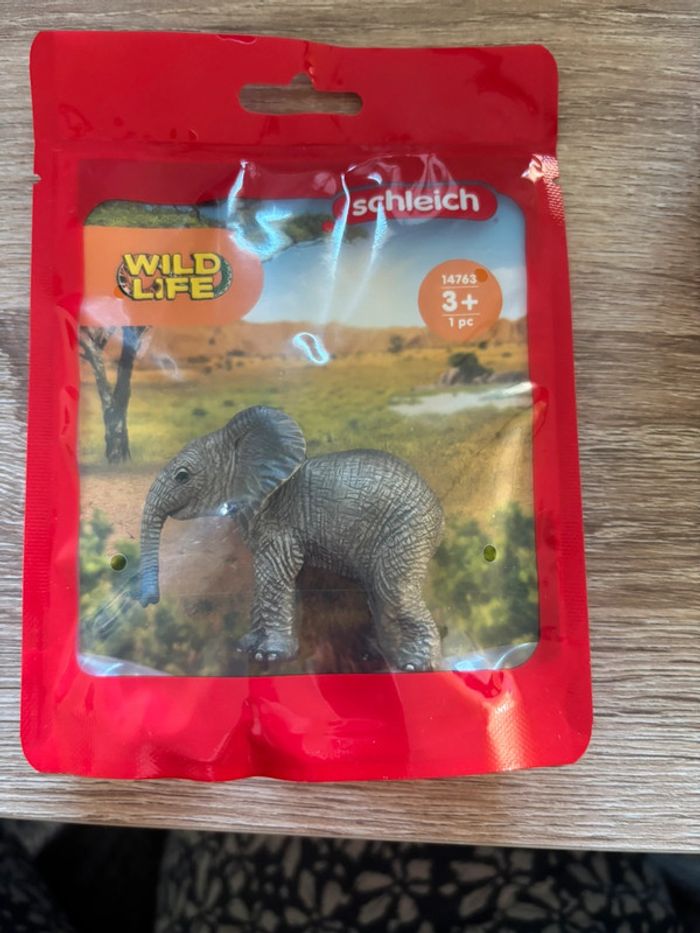 schleich
WILD
LIFE
14763
3+
1 pc